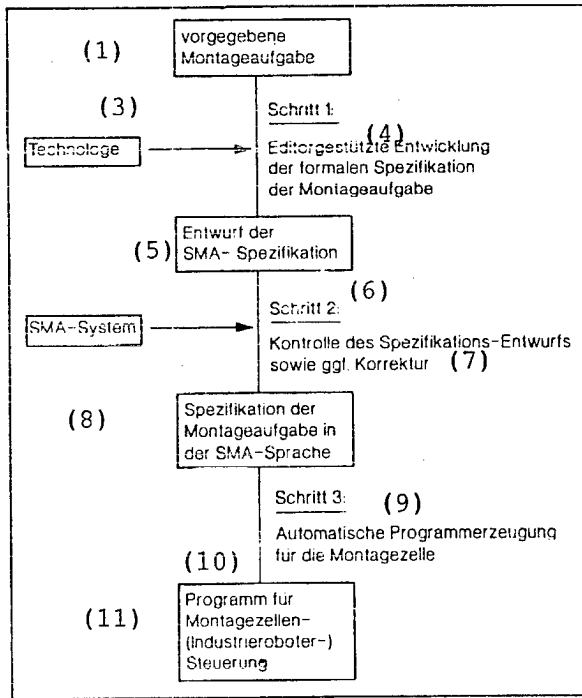 vorgegebene
(1) Montageaufgabe
(3) Schritt 1:
(4)
Technologe Editorgestützte Entwicklung
der formalen Spezifikation
der Montageaufgabe
Entwurf der
(5) SMA- Spezifikation
(6)
SMA-System Schritt 2:
Kontrolle des Spezifikations-Entwurfs
sowie ggf. Korrektur (7)
Spezifikation der
(8) Montageaufgabe in
der SMA-Sprache
Schritt 3: (9)
Automatische Programmerzeugung
für die Montagezelle
(10)
Programm für
(11) Montagezellen-
(Industrieroboter-)
Steuerung